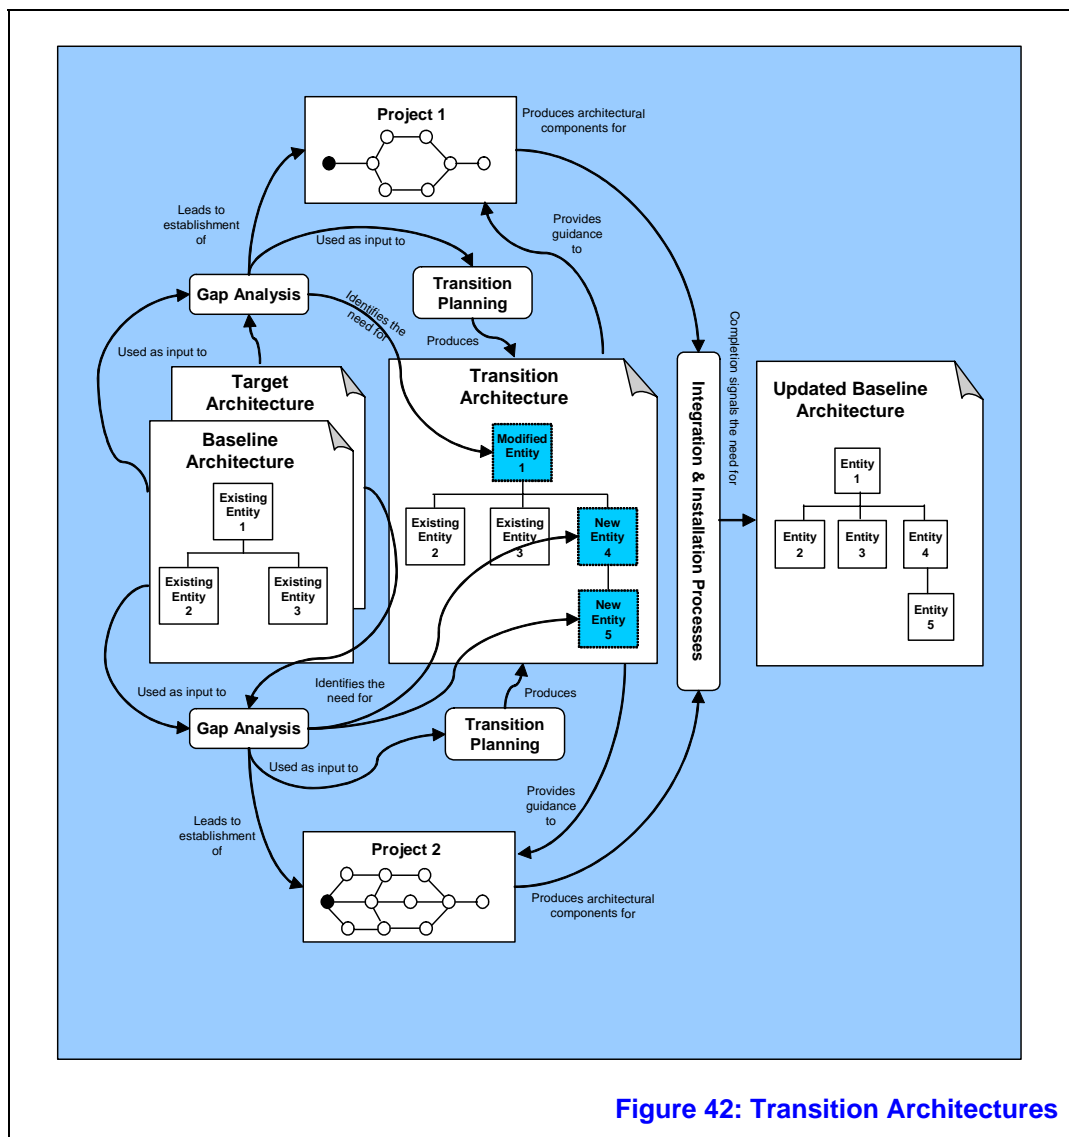 Project 1
Produces architectural
components for
Leads to
establishment
of
Used as input to
Provides
guidance
to
Gap Analysis
Transition
Planning
Identifies the
need for
Used as input to
Produces
Target
Architecture
Baseline
Architecture
Existing
Entity
1
Existing
Entity
2
Existing
Entity
3
Transition
Architecture
Modified
Entity
1
Existing
Entity
2
Existing
Entity
3
New
Entity
4
New
Entity
5
Integration & Installation Processes
Completion signals the need for
Updated Baseline
Architecture
Entity
1
Entity
2
Entity
3
Entity
4
Entity
5
Used as input to
Identifies the
need for
Produces
Gap Analysis
Transition
Planning
Used as input to
Leads to
establishment
of
Provides
guidance
to
Project 2
Produces architectural
components for
Figure 42: Transition Architectures